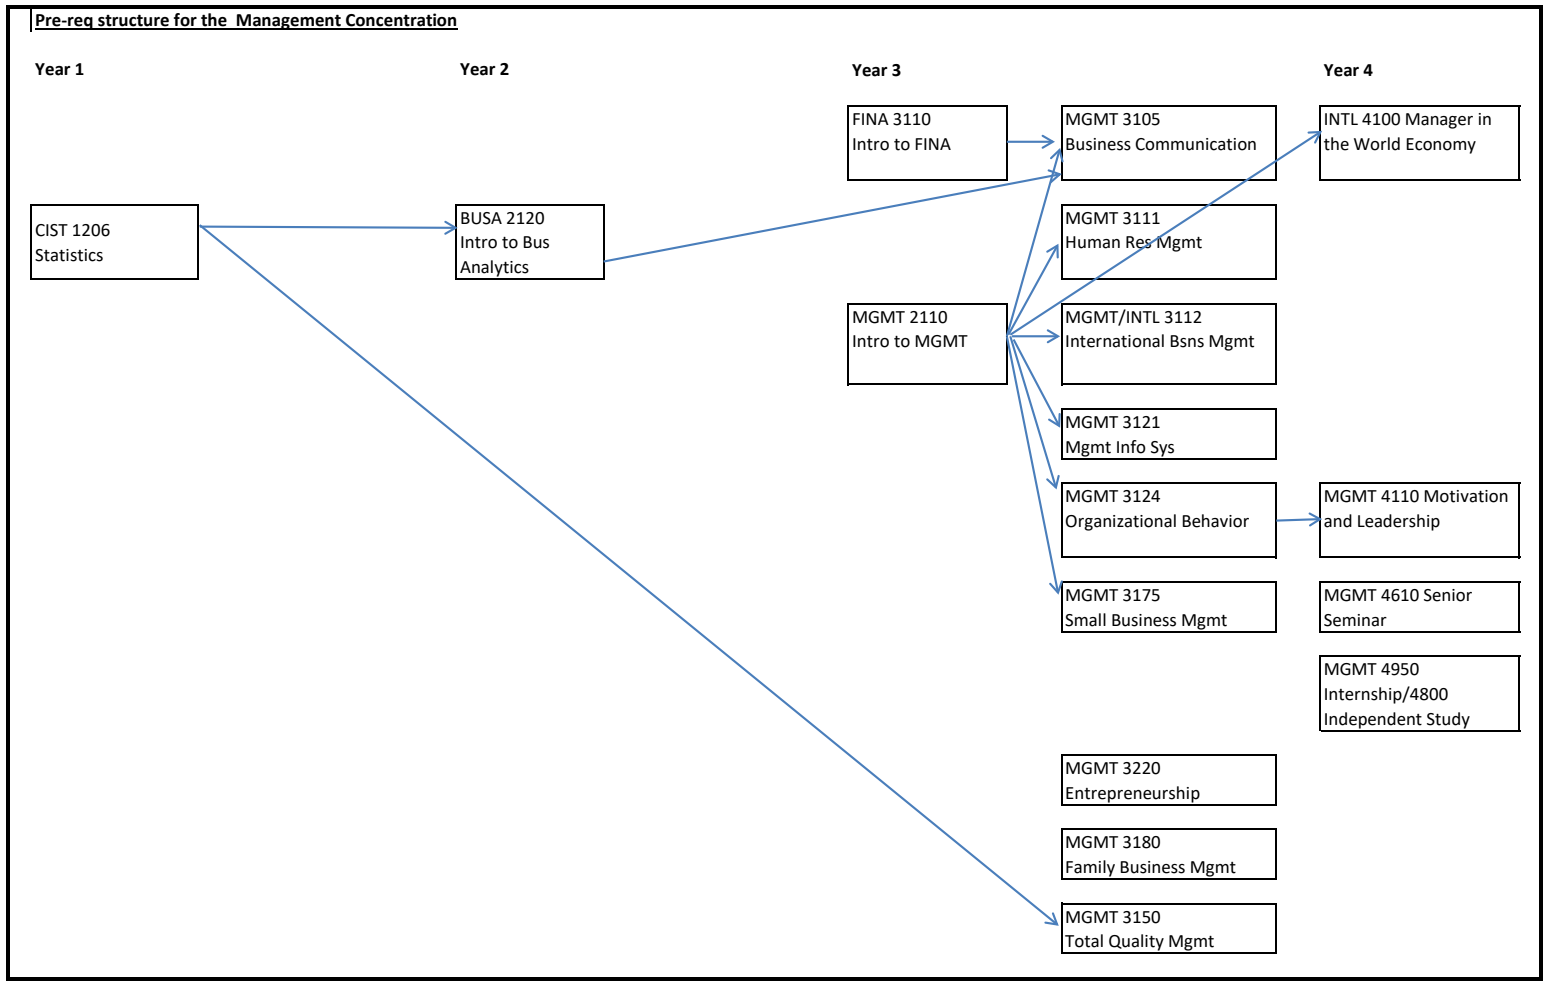 Pre-req structure for the  Management Concentration
Year 1
Year 2
Year 3
Year 4
FINA 3110
Intro to FINA
MGMT 3105
Business Communication
INTL 4100 Manager in
the World Economy
CIST 1206
Statistics
BUSA 2120
Intro to Bus
Analytics
MGMT 3111
Human Res Mgmt
MGMT 2110
Intro to MGMT
MGMT/INTL 3112
International Bsns Mgmt
MGMT 3121
Mgmt Info Sys
MGMT 3124
Organizational Behavior
MGMT 4110 Motivation
and Leadership
MGMT 3175
Small Business Mgmt
MGMT 4610 Senior
Seminar
MGMT 4950
Internship/4800
Independent Study
MGMT 3220
Entrepreneurship
MGMT 3180
Family Business Mgmt
MGMT 3150
Total Quality Mgmt